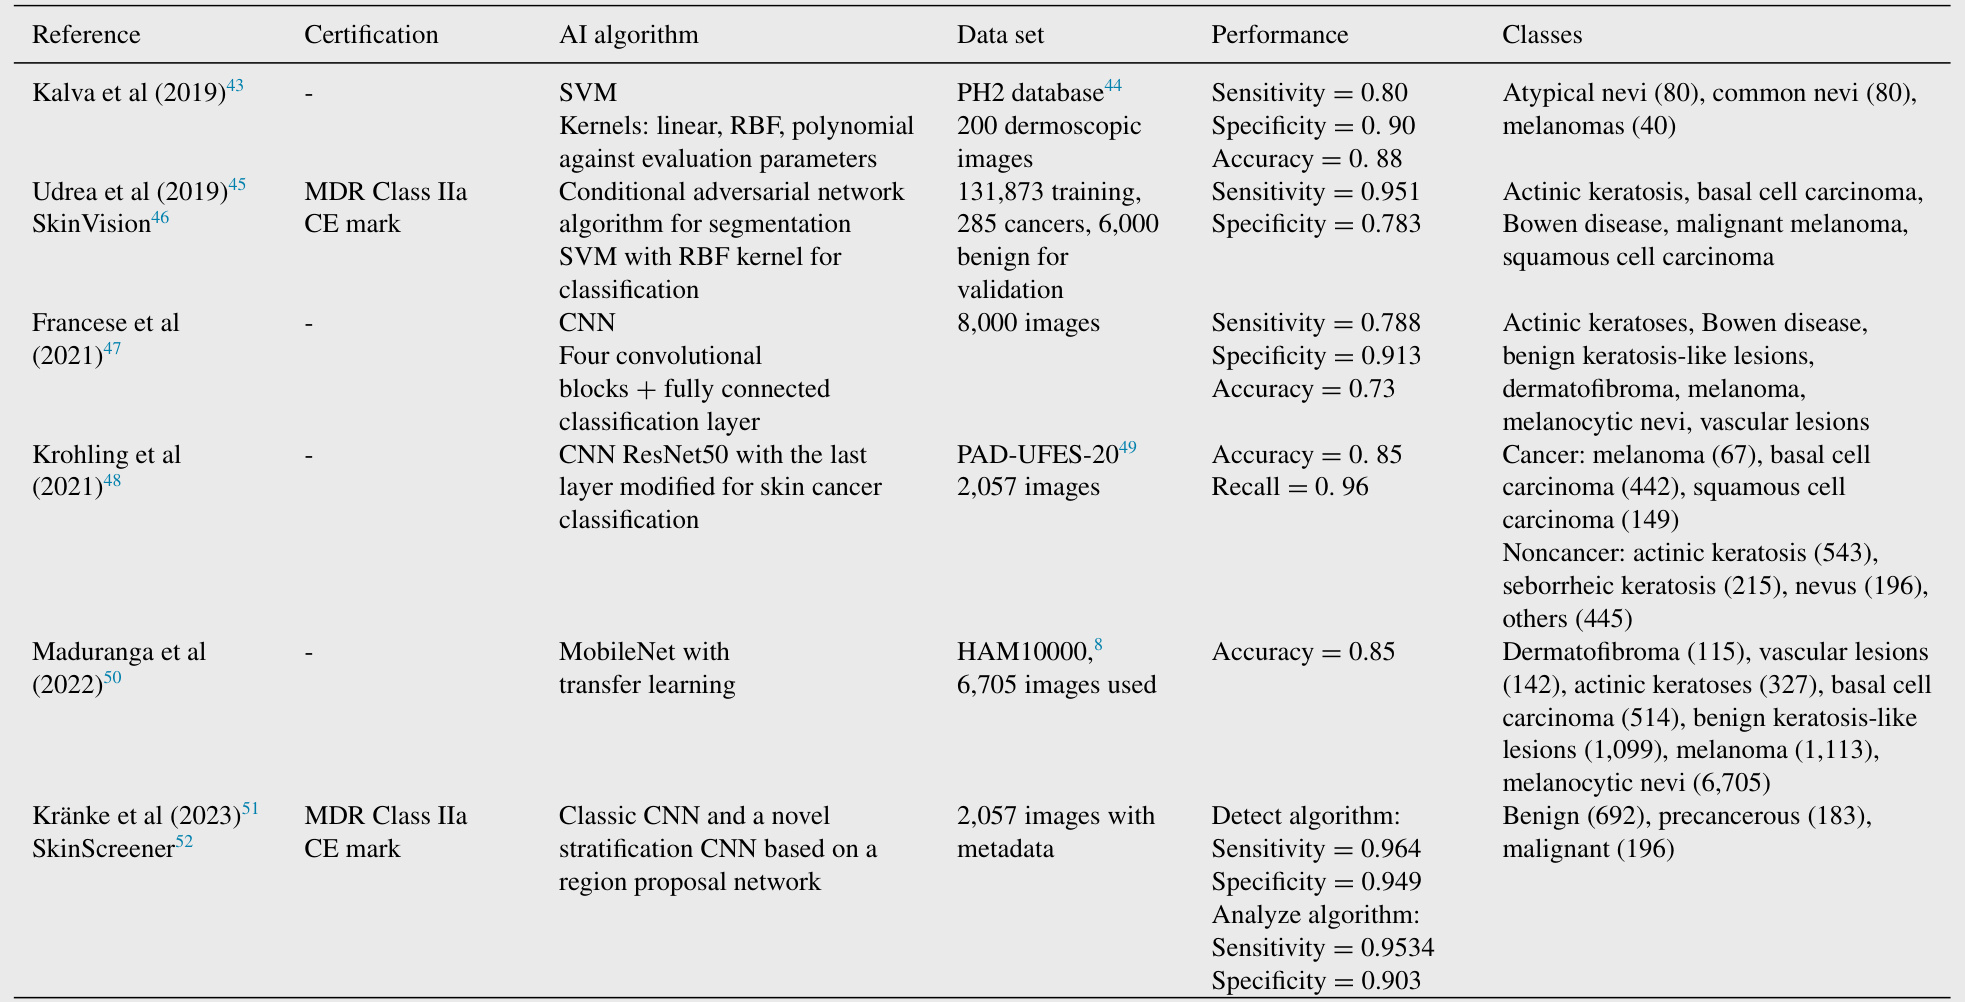 Reference Certification AI algorithm Data set Performance Classes
Kalva et al (2019)43 - SVM PH2 database44 Sensitivity = 0.80 Atypical nevi (80), common nevi (80),
Kernels: linear, RBF, polynomial 200 dermoscopic Specificity = 0. 90 melanomas (40)
against evaluation parameters images Accuracy = 0. 88
Udrea et al (2019)45 MDR Class IIa Conditional adversarial network 131,873 training, Sensitivity = 0.951 Actinic keratosis, basal cell carcinoma,
SkinVision46 CE mark algorithm for segmentation 285 cancers, 6,000 Specificity = 0.783 Bowen disease, malignant melanoma,
SVM with RBF kernel for benign for squamous cell carcinoma
classification validation
Francese et al - CNN 8,000 images Sensitivity = 0.788 Actinic keratoses, Bowen disease,
(2021)47 Four convolutional Specificity = 0.913 benign keratosis-like lesions,
blocks + fully connected Accuracy = 0.73 dermatofibroma, melanoma,
classification layer melanocytic nevi, vascular lesions
Krohling et al - CNN ResNet50 with the last PAD-UFES-2049 Accuracy = 0. 85 Cancer: melanoma (67), basal cell
(2021)48 layer modified for skin cancer 2,057 images Recall = 0. 96 carcinoma (442), squamous cell
classification carcinoma (149)
Noncancer: actinic keratosis (543),
seborrheic keratosis (215), nevus (196),
others (445)
Maduranga et al - MobileNet with HAM10000,8 Accuracy = 0.85 Dermatofibroma (115), vascular lesions
(2022)50 transfer learning 6,705 images used (142), actinic keratoses (327), basal cell
carcinoma (514), benign keratosis-like
lesions (1,099), melanoma (1,113),
melanocytic nevi (6,705)
Kränke et al (2023)51 MDR Class IIa Classic CNN and a novel 2,057 images with Detect algorithm: Benign (692), precancerous (183),
SkinScreener52 CE mark stratification CNN based on a metadata Sensitivity = 0.964 malignant (196)
region proposal network Specificity = 0.949
Analyze algorithm:
Sensitivity = 0.9534
Specificity = 0.903